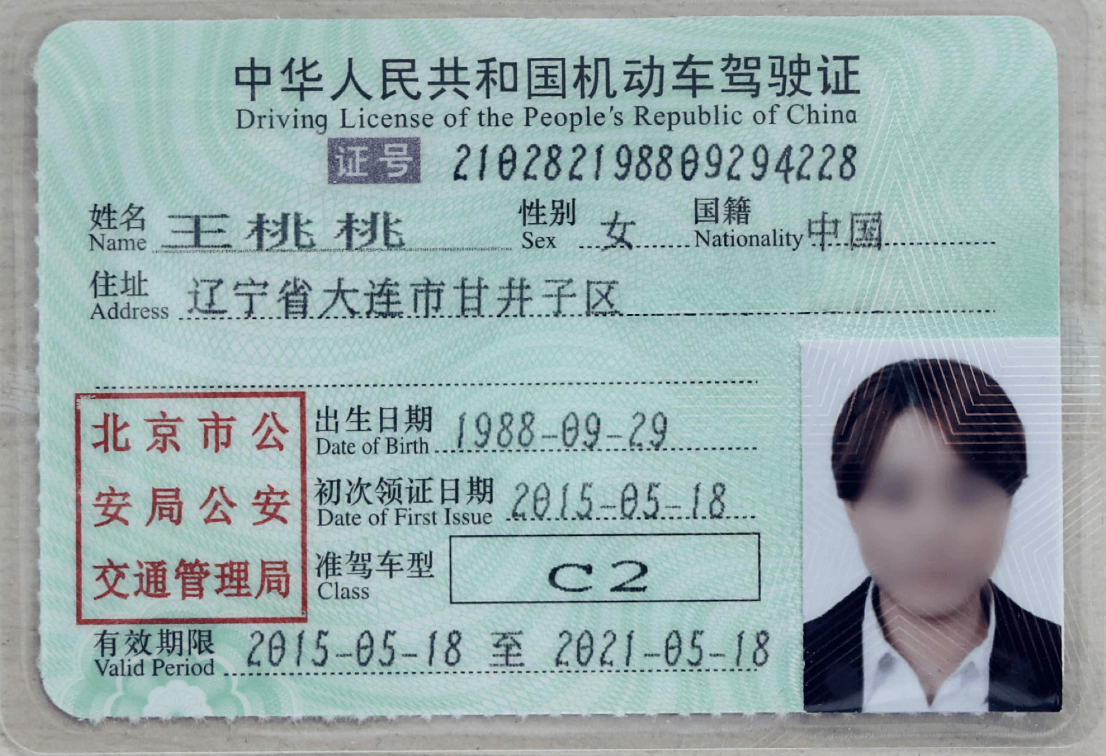 中华人民共和国机动车驾驶证
Driving License of the People's Republic of China
证号 210282198809294228
姓名 王桃桃 性别 女 国籍 中国
Name Sex Nationality
住址 辽宁省大连市甘井子区
Address
北京市公
安局公安
交通管理局
出生日期 1988-09-29
Date of Birth
初次领证日期 2015-05-18
Date of First Issue
准驾车型 C2
Class
有效期限 2015-05-18 至 2021-05-18
Valid Period